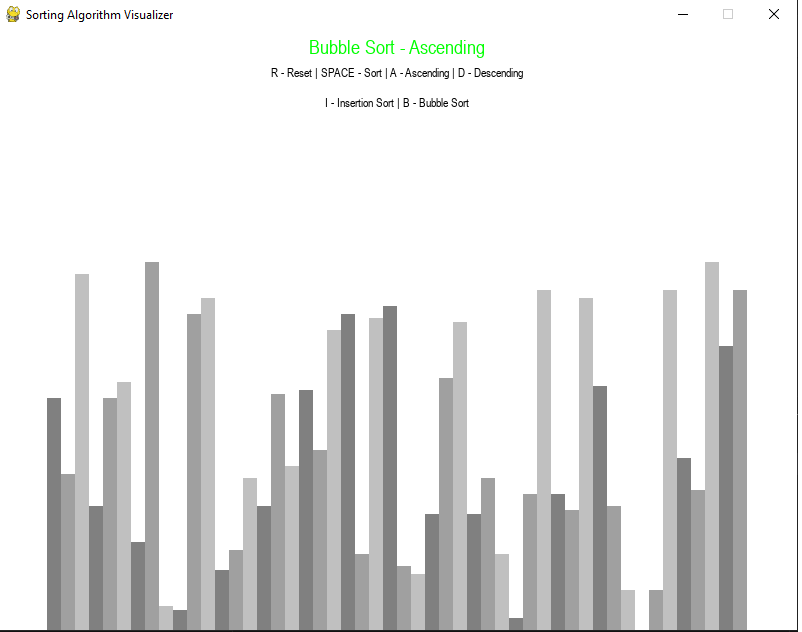 Sorting Algorithm Visualizer
Bubble Sort - Ascending
R - Reset | SPACE - Sort | A - Ascending | D - Descending
I - Insertion Sort | B - Bubble Sort